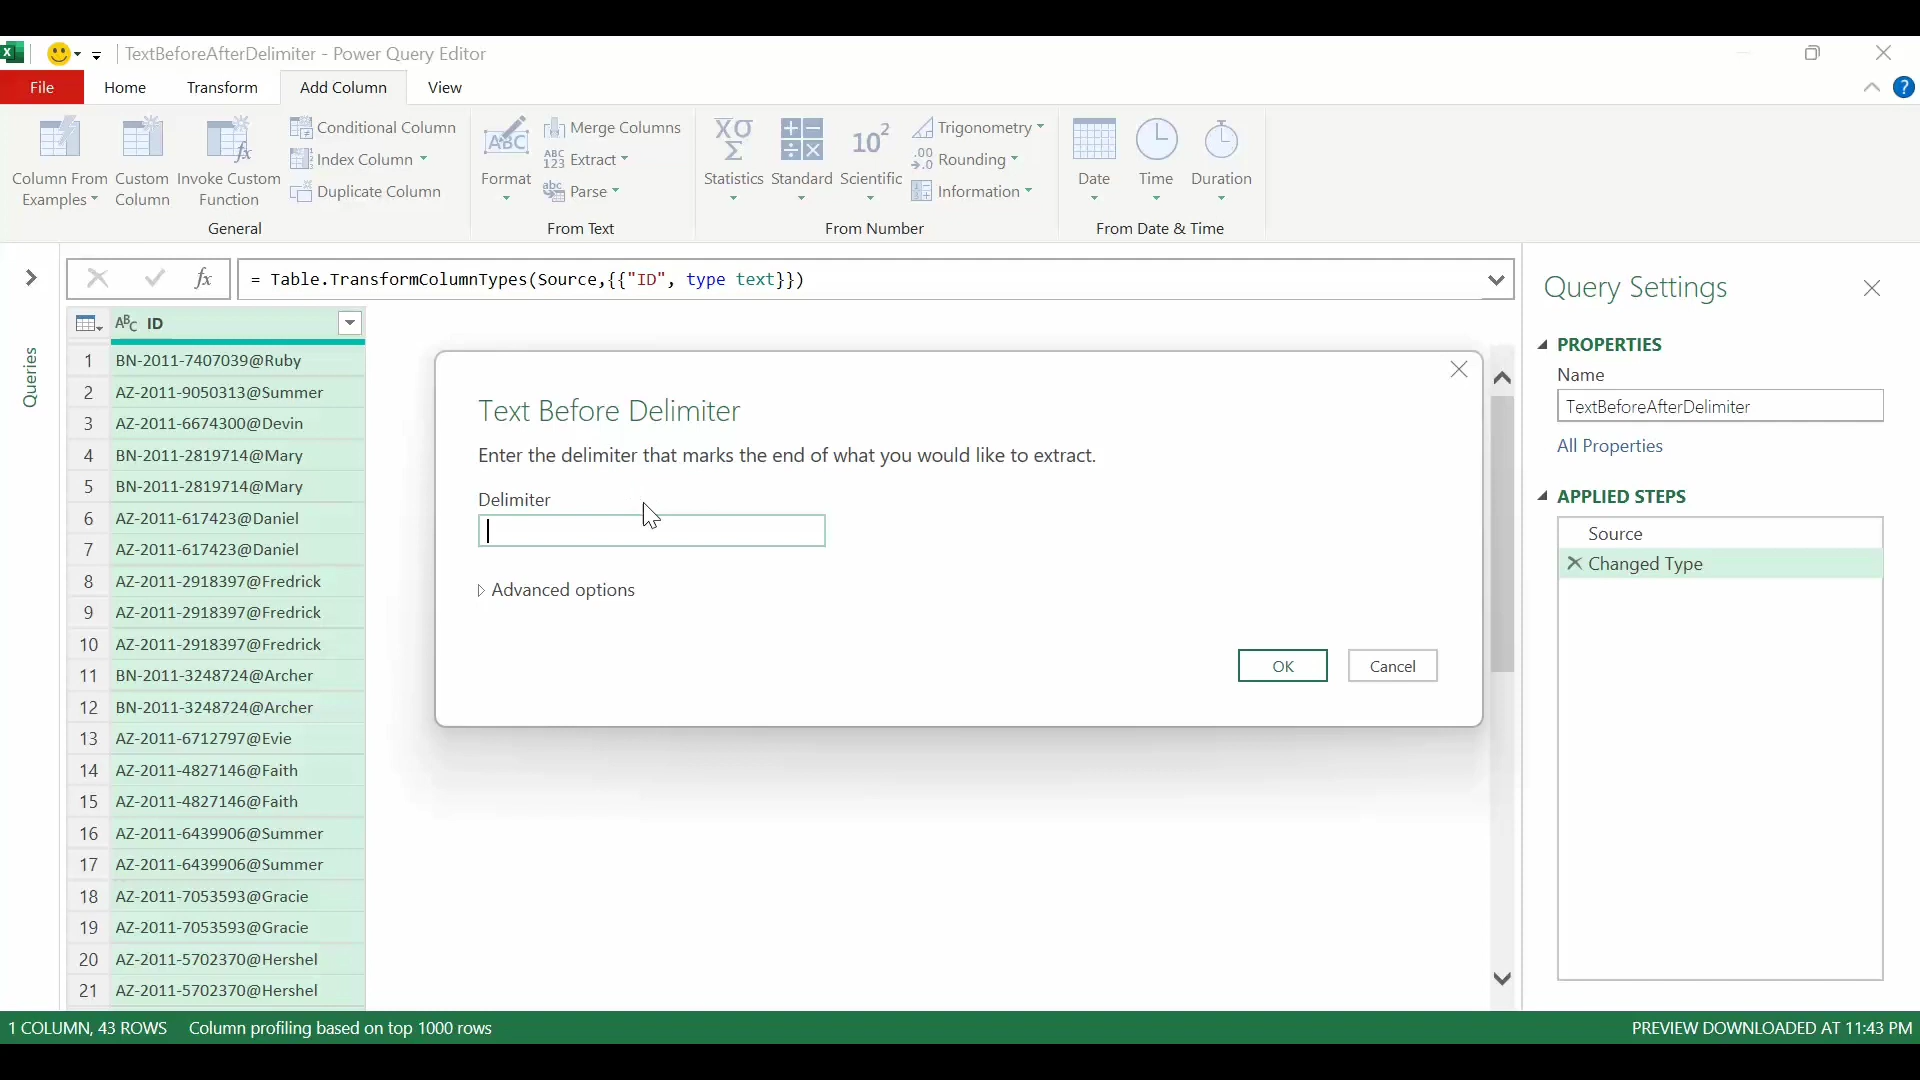 TextBeforeAfterDelimiter - Power Query Editor
File
Home
Transform
Add Column
View
?
Column From
Examples
Custom
Column
Invoke Custom
Function
Conditional Column
Index Column
Duplicate Column
General
ABC
Format
Merge Columns
ABC
123
Extract
abc
Parse
From Text
XΟ
Σ
Statistics
Standard
10²
Scientific
Trigonometry
.00
.0
Rounding
Information
From Number
Date
Time
Duration
From Date & Time
fx
= Table.TransformColumnTypes(Source,{{"ID", type text}})
Queries
ABC ID
1 BN-2011-7407039@Ruby
2 AZ-2011-9050313@Summer
3 AZ-2011-6674300@Devin
4 BN-2011-2819714@Mary
5 BN-2011-2819714@Mary
6 AZ-2011-617423@Daniel
7 AZ-2011-617423@Daniel
8 AZ-2011-2918397@Fredrick
9 AZ-2011-2918397@Fredrick
10 AZ-2011-2918397@Fredrick
11 BN-2011-3248724@Archer
12 BN-2011-3248724@Archer
13 AZ-2011-6712797@Evie
14 AZ-2011-4827146@Faith
15 AZ-2011-4827146@Faith
16 AZ-2011-6439906@Summer
17 AZ-2011-6439906@Summer
18 AZ-2011-7053593@Gracie
19 AZ-2011-7053593@Gracie
20 AZ-2011-5702370@Hershel
21 AZ-2011-5702370@Hershel
Text Before Delimiter
Enter the delimiter that marks the end of what you would like to extract.
Delimiter
Advanced options
OK
Cancel
Query Settings
PROPERTIES
Name
TextBeforeAfterDelimiter
All Properties
APPLIED STEPS
Source
Changed Type
1 COLUMN, 43 ROWS
Column profiling based on top 1000 rows
PREVIEW DOWNLOADED AT 11:43 PM